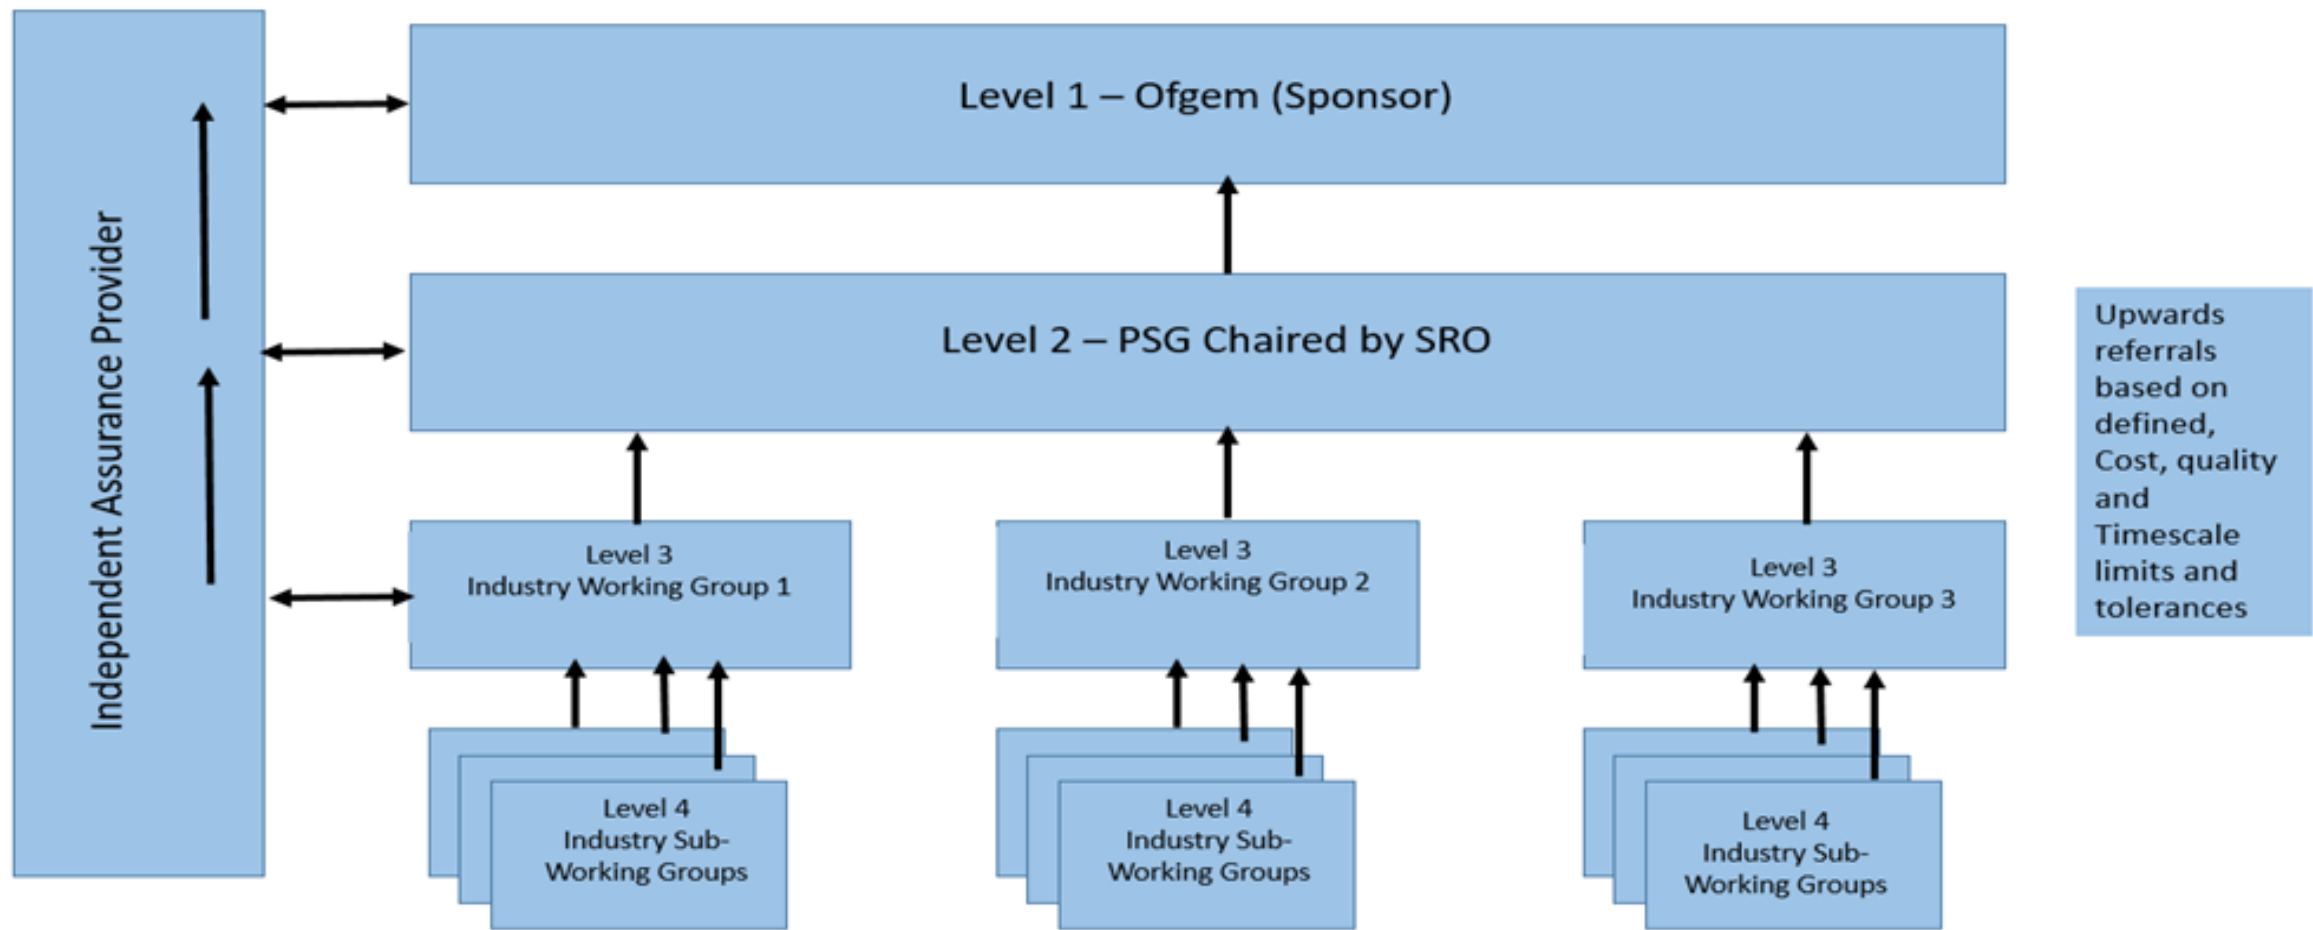 Independent Assurance Provider
Level 1 – Ofgem (Sponsor)
Level 2 – PSG Chaired by SRO
Level 3
Industry Working Group 1
Level 3
Industry Working Group 2
Level 3
Industry Working Group 3
Level 4
Industry Sub-
Working Groups
Level 4
Industry Sub-
Working Groups
Level 4
Industry Sub-
Working Groups
Upwards
referrals
based on
defined,
Cost, quality
and
Timescale
limits and
tolerances